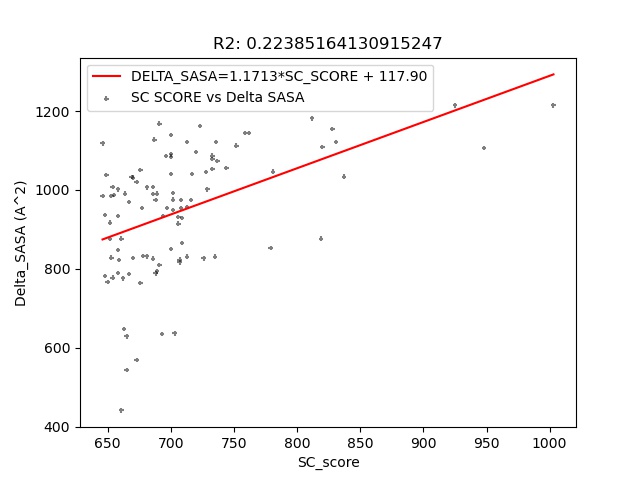 R2: 0.22385164130915247
DELTA_SASA=1.1713*SC_SCORE + 117.90
SC SCORE vs Delta SASA
Delta_SASA (A^2)
1200
1000
800
600
400
650 700 750 800 850 900 950 1000
SC_score